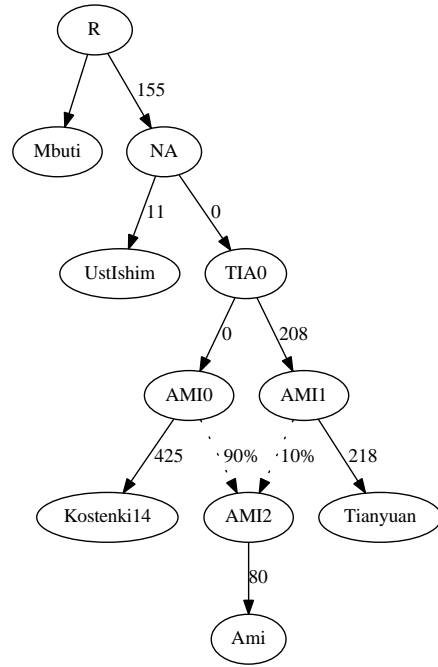 R
155
Mbuti
NA
11
0
UstIshim
TIA0
0
208
AMI0
AMI1
425
90%
10%
218
Kostenki14
AMI2
Tianyuan
80
Ami